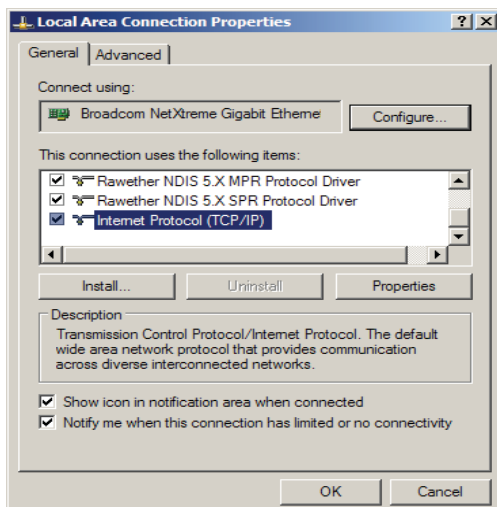 Local Area Connection Properties
General Advanced
Connect using:
Broadcom NetXtreme Gigabit Etherne
Configure...
This connection uses the following items:
Rawether NDIS 5.X MPR Protocol Driver
Rawether NDIS 5.X SPR Protocol Driver
Internet Protocol (TCP/IP)
Install... Uninstall Properties
Description
Transmission Control Protocol/Internet Protocol. The default
wide area network protocol that provides communication
across diverse interconnected networks.
Show icon in notification area when connected
Notify me when this connection has limited or no connectivity
OK Cancel